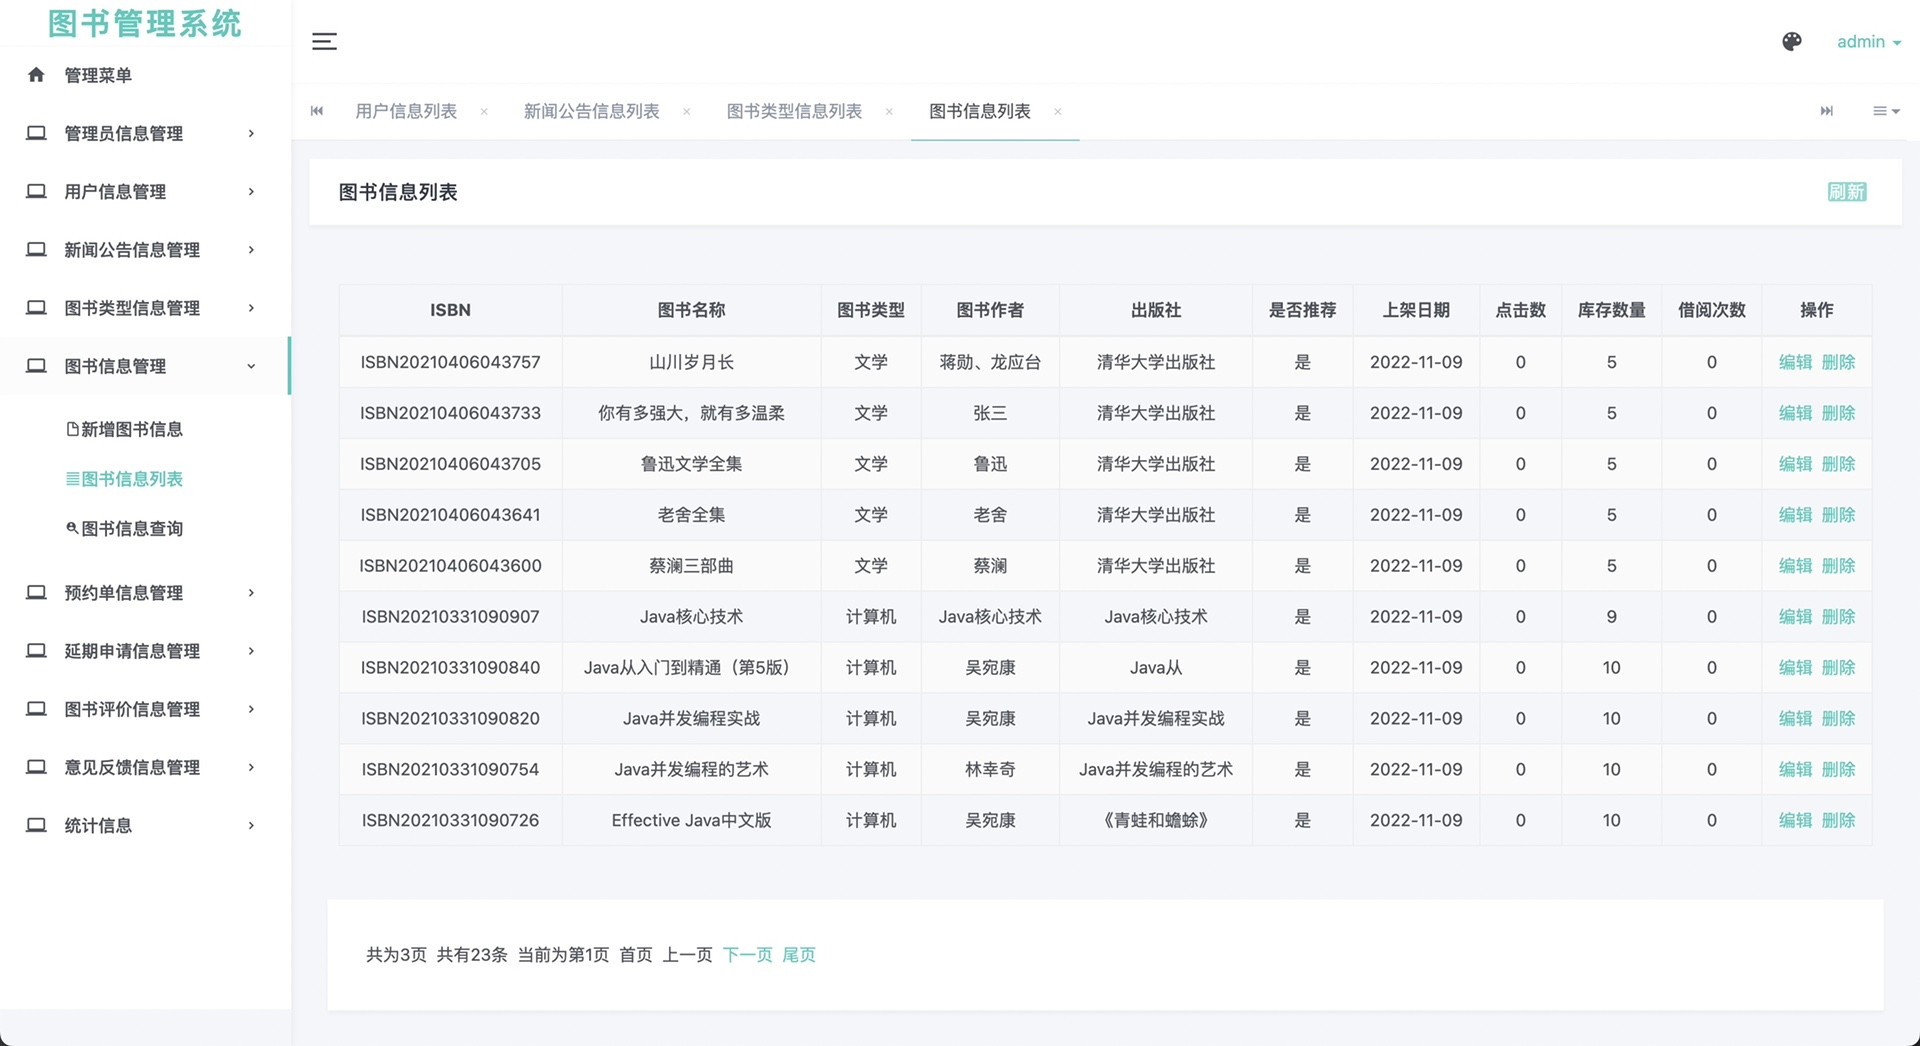 图书管理系统
管理菜单
管理员信息管理
用户信息管理
新闻公告信息管理
图书类型信息管理
图书信息管理
新增图书信息
图书信息列表
图书信息查询
预约单信息管理
延期申请信息管理
图书评价信息管理
意见反馈信息管理
统计信息
admin
用户信息列表 × 新闻公告信息列表 × 图书类型信息列表 × 图书信息列表 ×
图书信息列表 刷新
ISBN 图书名称 图书类型 图书作者 出版社 是否推荐 上架日期 点击数 库存数量 借阅次数 操作
ISBN20210406043757 山川岁月长 文学 蒋勋、龙应台 清华大学出版社 是 2022-11-09 0 5 0 编辑 删除
ISBN20210406043733 你有多强大，就有多温柔 文学 张三 清华大学出版社 是 2022-11-09 0 5 0 编辑 删除
ISBN20210406043705 鲁迅文学全集 文学 鲁迅 清华大学出版社 是 2022-11-09 0 5 0 编辑 删除
ISBN20210406043641 老舍全集 文学 老舍 清华大学出版社 是 2022-11-09 0 5 0 编辑 删除
ISBN20210406043600 蔡澜三部曲 文学 蔡澜 清华大学出版社 是 2022-11-09 0 5 0 编辑 删除
ISBN20210331090907 Java核心技术 计算机 Java核心技术 Java核心技术 是 2022-11-09 0 9 0 编辑 删除
ISBN20210331090840 Java从入门到精通（第5版） 计算机 吴宛康 Java从 是 2022-11-09 0 10 0 编辑 删除
ISBN20210331090820 Java并发编程实战 计算机 吴宛康 Java并发编程实战 是 2022-11-09 0 10 0 编辑 删除
ISBN20210331090754 Java并发编程的艺术 计算机 林幸奇 Java并发编程的艺术 是 2022-11-09 0 10 0 编辑 删除
ISBN20210331090726 Effective Java中文版 计算机 吴宛康 《青蛙和蟾蜍》 是 2022-11-09 0 10 0 编辑 删除
共为3页 共有23条 当前为第1页 首页 上一页 下一页 尾页